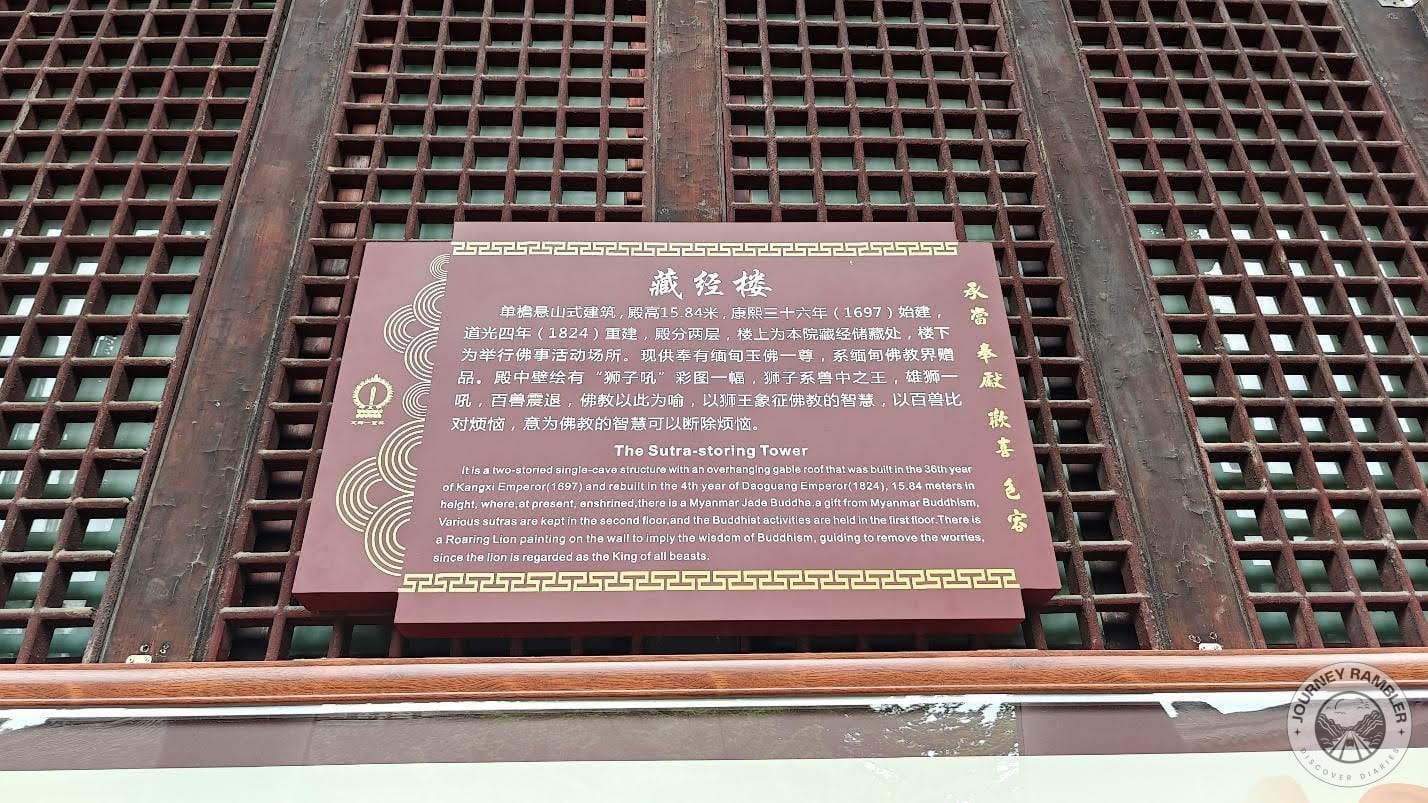 藏经楼
单檐悬山式建筑，殿高15.84米，康熙三十六年（1697）始建，
道光四年（1824）重建，殿分两层，楼上为本院藏经储藏处，楼下
为举行佛事活动场所。现供奉有缅甸玉佛一尊，系缅甸佛教界赠
品。殿中壁绘有“狮子吼”彩图一幅，狮子系兽中之王，雄狮一
吼，百兽震退，佛教以此为喻，以狮王象征佛教的智慧，以百兽比
对烦恼，意为佛教的智慧可以断除烦恼。
The Sutra-storing Tower
It is a two-storied single-cave structure with an overhanging gable roof that was built in the 36th year
of Kangxi Emperor(1697) and rebuilt in the 4th year of Daoguang Emperor(1824), 15.84 meters in
height, where,at present, enshrined,there is a Myanmar Jade Buddha.a gift from Myanmar Buddhism,
Various sutras are kept in the second floor,and the Buddhist activities are held in the first floor.There is
a Roaring Lion painting on the wall to imply the wisdom of Buddhism, guiding to remove the worries,
since the lion is regarded as the King of all beasts.
承當 奉獻 歡喜 包容
JOURNEY RAMBLER
DISCOVER DIARIES